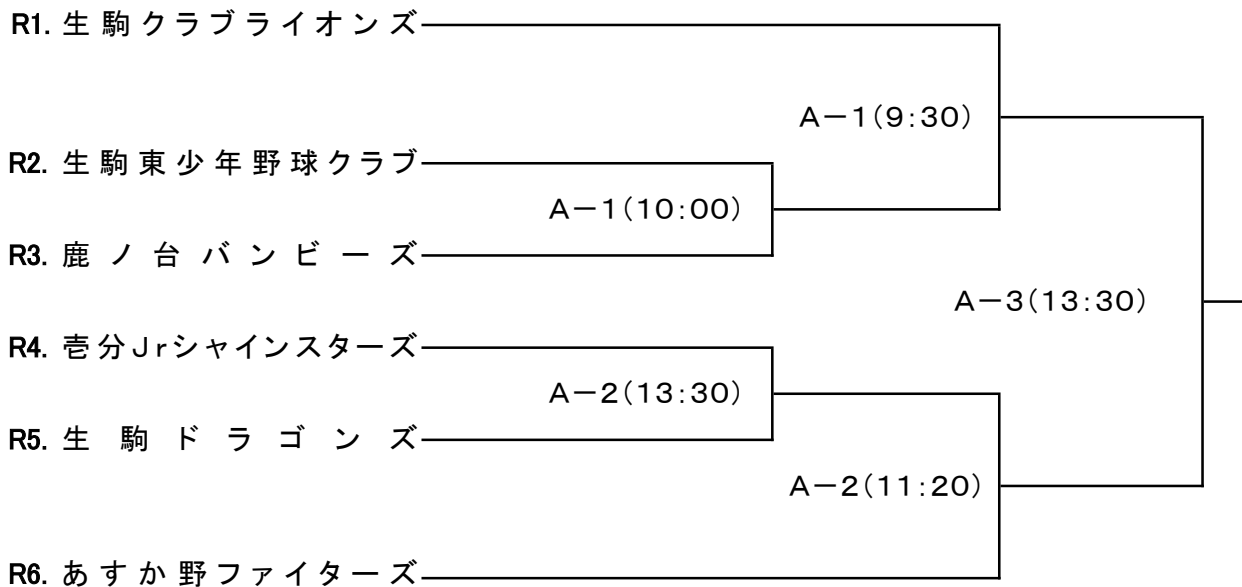 R1. 生駒クラブライオンズ
A－1(9:30)
R2. 生駒東少年野球クラブ
A－1(10:00)
R3. 鹿ノ台バンビーズ
A－3(13:30)
R4. 壱分Jrシャインスターズ
A－2(13:30)
R5. 生駒ドラゴンズ
A－2(11:20)
R6. あすか野ファイターズ